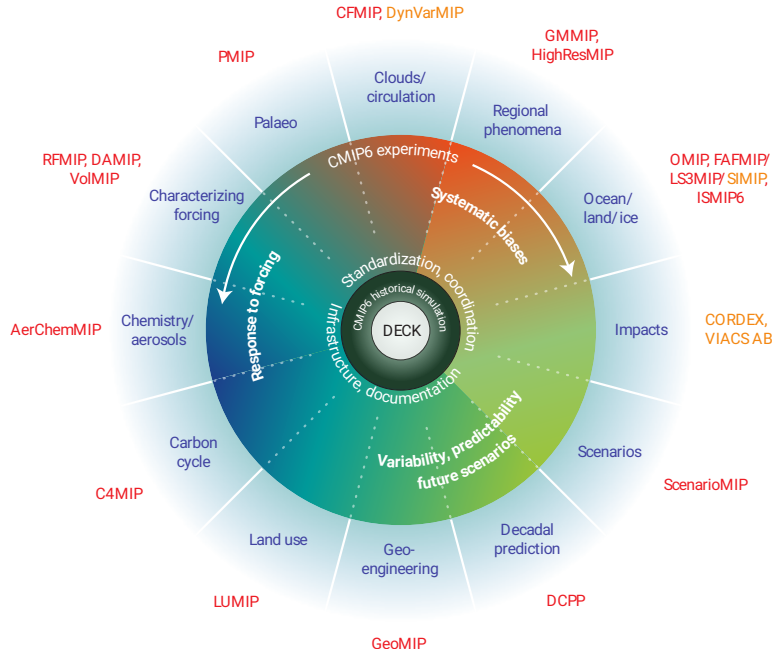 CFMIP, DynVarMIP
GMMIP,
HighResMIP
PMIP
Clouds/
circulation
Regional
phenomena
Palaeo
RFMIP, DAMIP,
VolMIP
Characterizing
forcing
CMIP6 experiments
OMIP, FAFMIP/
LS3MIP/ SIMIP,
ISMIP6
Ocean/
land/ ice
Systematic biases
Response to forcing
Standardization, coordination
Infrastructure, documentation
CMIP6 historical simulation
DECK
AerChemMIP
Chemistry/
aerosols
Impacts
CORDEX,
VIACS AB
Variability, predictability
future scenarios
Carbon
cycle
Scenarios
C4MIP
ScenarioMIP
Land use
Geo-
engineering
Decadal
prediction
LUMIP
DCPP
GeoMIP